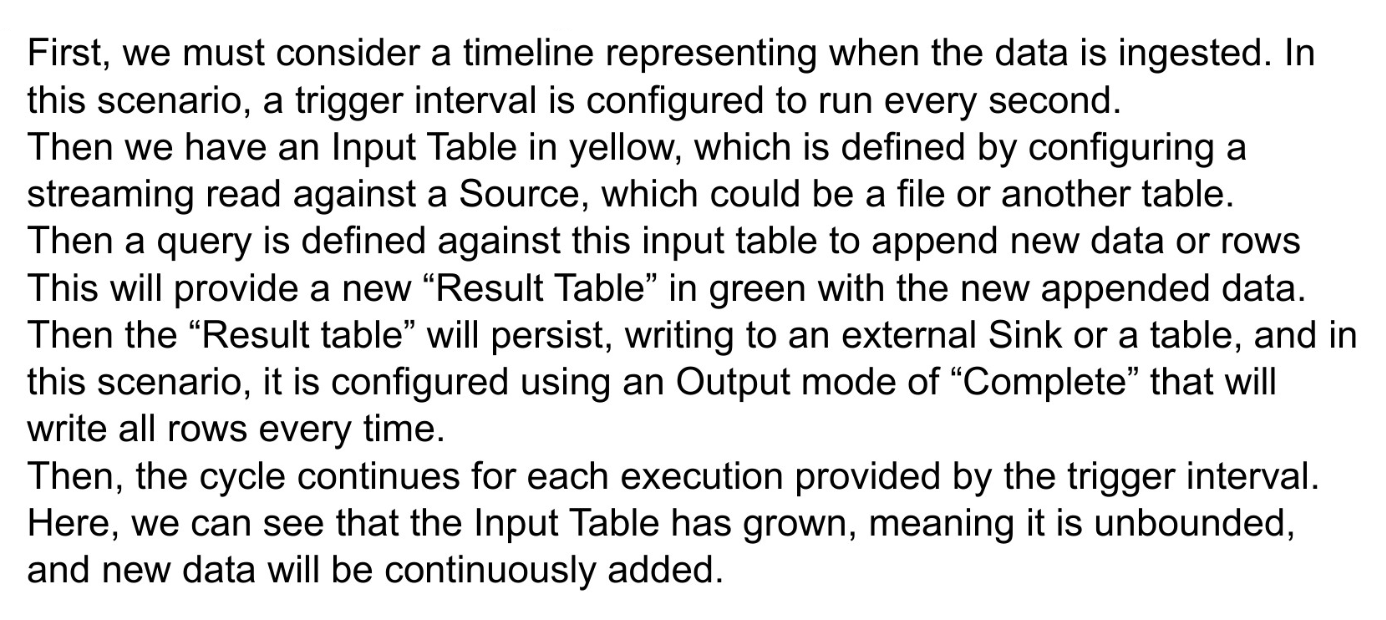 First, we must consider a timeline representing when the data is ingested. In
this scenario, a trigger interval is configured to run every second.
Then we have an Input Table in yellow, which is defined by configuring a
streaming read against a Source, which could be a file or another table.
Then a query is defined against this input table to append new data or rows
This will provide a new “Result Table” in green with the new appended data.
Then the “Result table” will persist, writing to an external Sink or a table, and in
this scenario, it is configured using an Output mode of “Complete” that will
write all rows every time.
Then, the cycle continues for each execution provided by the trigger interval.
Here, we can see that the Input Table has grown, meaning it is unbounded,
and new data will be continuously added.